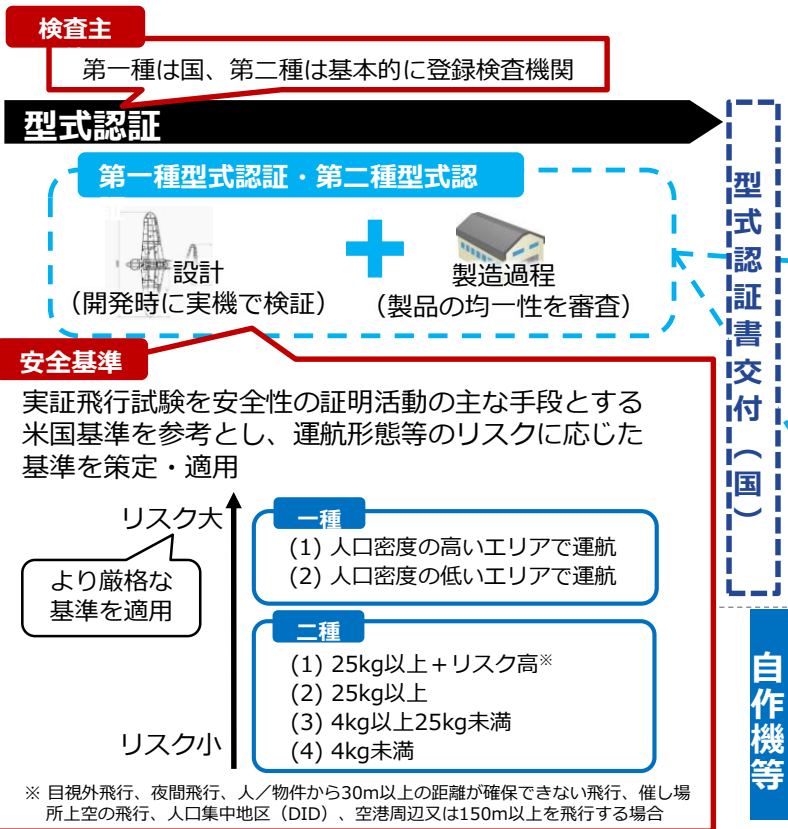 検査主
第一種は国、第二種は基本的に登録検査機関
型式認証
第一種型式認証・第二種型式認
設計
（開発時に実機で検証）
製造過程
（製品の均一性を審査）
型式認証書交付（国）
安全基準
実証飛行試験を安全性の証明活動の主な手段とする
米国基準を参考とし、運航形態等のリスクに応じた
基準を策定・適用
リスク大
より厳格な
基準を適用
リスク小
一種
(1) 人口密度の高いエリアで運航
(2) 人口密度の低いエリアで運航
二種
(1) 25kg以上＋リスク高※
(2) 25kg以上
(3) 4kg以上25kg未満
(4) 4kg未満
※ 目視外飛行、夜間飛行、人／物件から30m以上の距離が確保できない飛行、催し場
所上空の飛行、人口集中地区（DID）、空港周辺又は150m以上を飛行する場合
自作機等